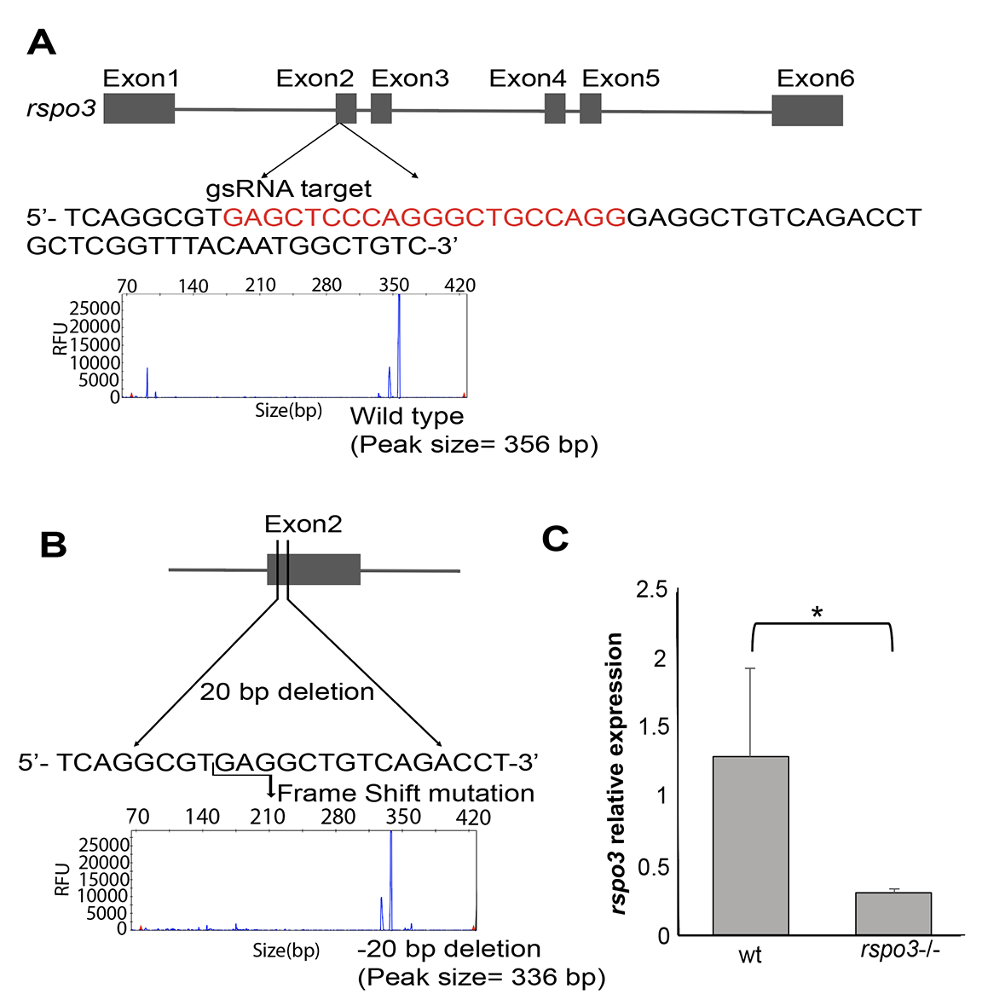 A
Exon1 Exon2 Exon3 Exon4 Exon5 Exon6
rspo3
gsRNA target
5’- TCAGGCGTGAGCTCCCAGGGCTGCCAGGGAGGCTGTCAGACCT
GCTCGGTTTACAATGGCTGTC-3’
70 140 210 280 350 420
25000
20000
15000
10000
5000
0
RFU
Size(bp)
Wild type
(Peak size= 356 bp)
B
Exon2
20 bp deletion
5’- TCAGGCGTGAGGCTGTCAGACCT-3’
Frame Shift mutation
70 140 210 280 350 420
25000
20000
15000
10000
5000
0
RFU
Size(bp)
-20 bp deletion
(Peak size= 336 bp)
C
2.5
2
1.5
1
0.5
0
rspo3 relative expression
*
wt rspo3-/-